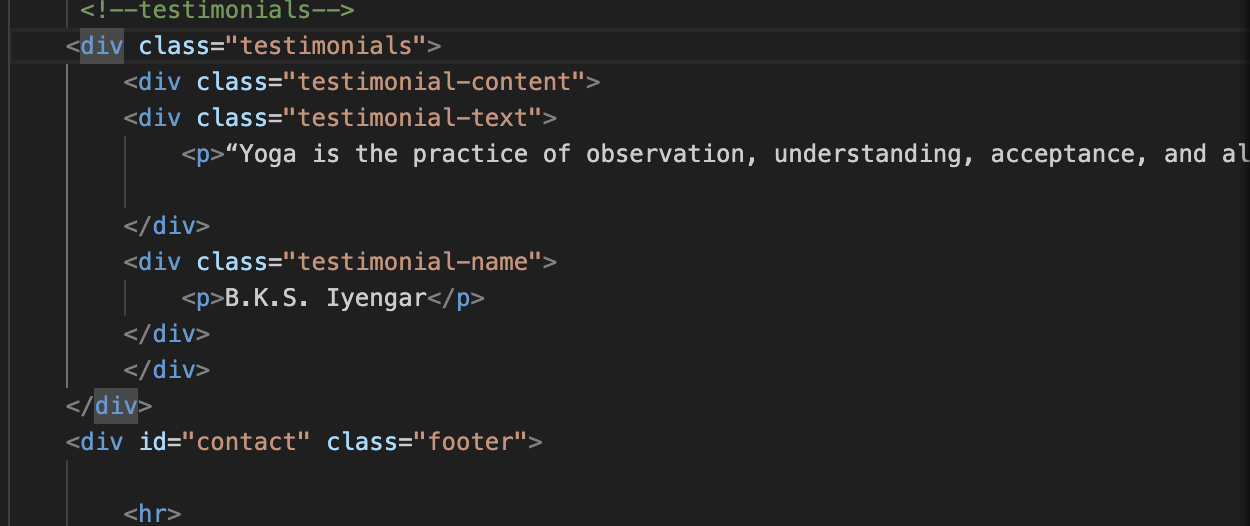 <!--testimonials-->
<div class="testimonials">
<div class="testimonial-content">
<div class="testimonial-text">
<p>“Yoga is the practice of observation, understanding, acceptance, and al
</div>
<div class="testimonial-name">
<p>B.K.S. Iyengar</p>
</div>
</div>
</div>
<div id="contact" class="footer">
<hr>